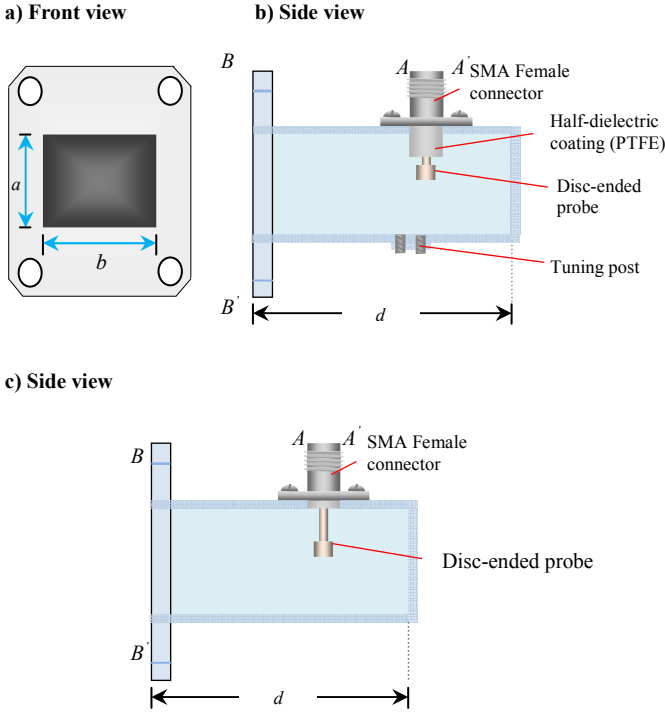 a) Front view
b) Side view
B
A
A'
SMA Female
connector
Half-dielectric
coating (PTFE)
a
Disc-ended
probe
b
Tuning post
B'
d
c) Side view
A
A'
SMA Female
connector
B
Disc-ended probe
B'
d